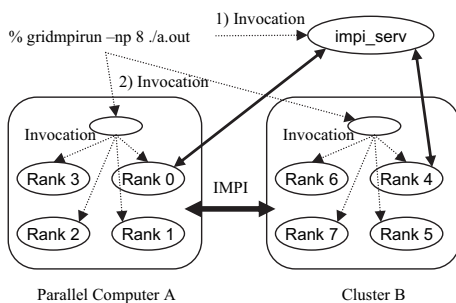 1) Invocation
impi_serv
% gridmpirun –np 8 ./a.out
2) Invocation
Invocation
Invocation
Rank 3
Rank 0
Rank 6
Rank 4
IMPI
Rank 2
Rank 1
Rank 7
Rank 5
Parallel Computer A
Cluster B